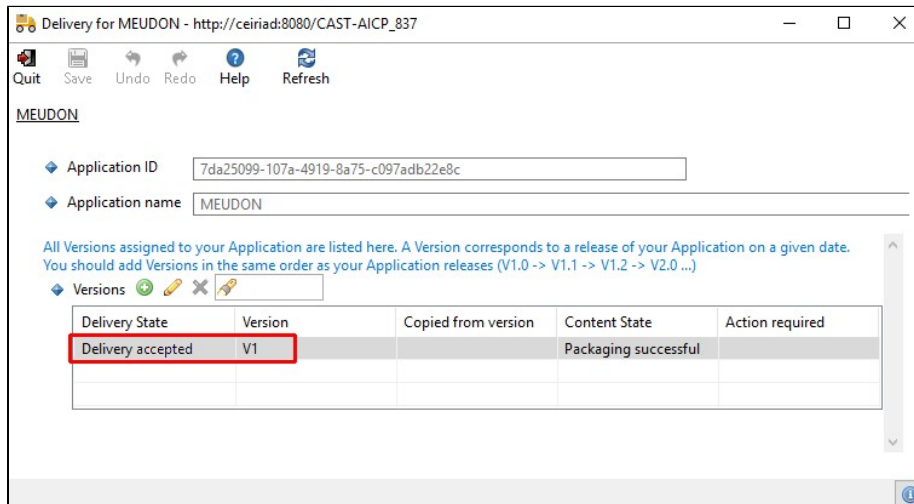 Delivery for MEUDON - http://ceiriad:8080/CAST-AICP_837
Quit Save Undo Redo Help Refresh
MEUDON
Application ID 7da25099-107a-4919-8a75-c097adb22e8c
Application name MEUDON
All Versions assigned to your Application are listed here. A Version corresponds to a release of your Application on a given date.
You should add Versions in the same order as your Application releases (V1.0 -> V1.1 -> V1.2 -> V2.0 ...)
Versions
Delivery State Version Copied from version Content State Action required
Delivery accepted V1 Packaging successful